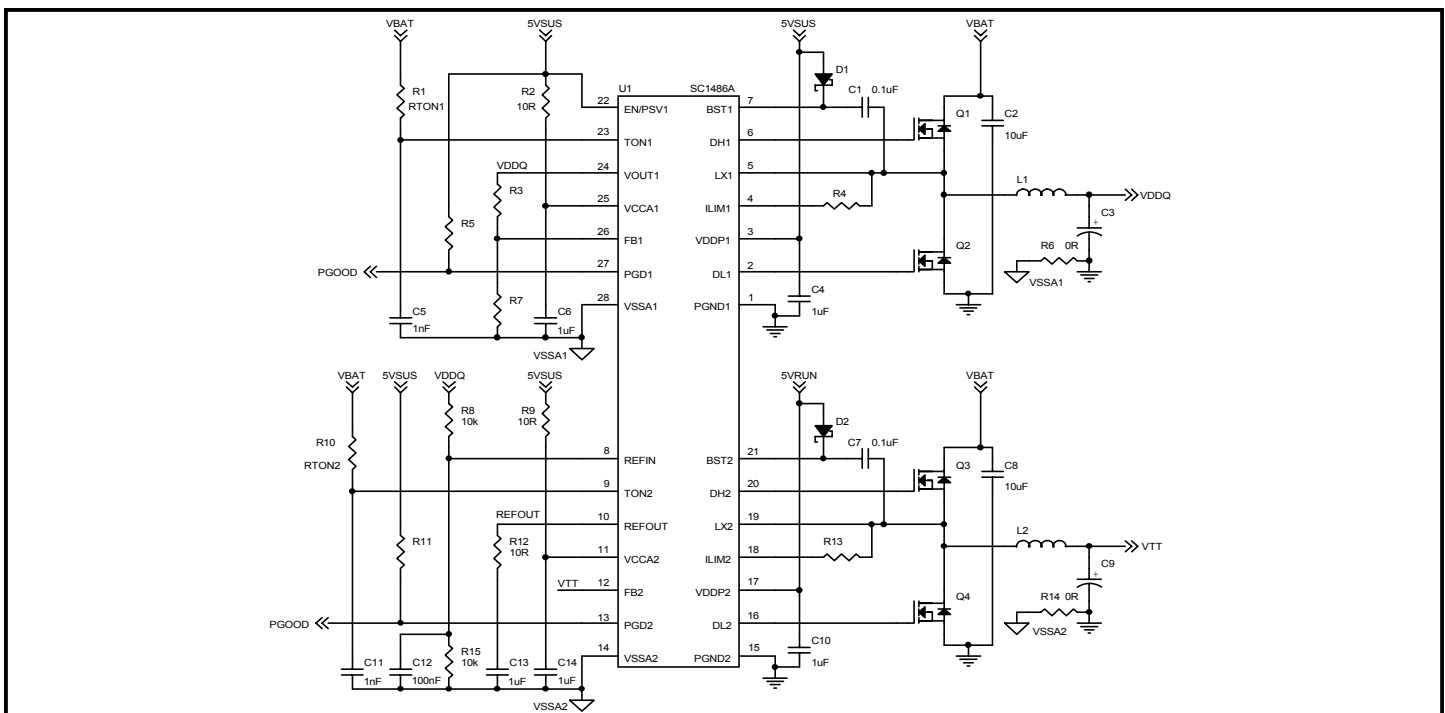 VBAT
5VSUS
5VSUS
VBAT
R1
RTON1
R2
10R
D1
C1 0.1uF
U1 SC1486A
22 EN/PSV1 BST1 7
23 TON1 DH1 6
24 VOUT1 LX1 5
25 VCCA1 ILIM1 4
26 FB1 VDDP1 3
27 PGD1 DL1 2
28 VSSA1 PGND1 1
VDDQ
R3
R5
R7
PGOOD
C5
1nF
C6
1uF
VSSA1
R4
C4
1uF
Q1
C2
10uF
Q2
L1
VDDQ
C3
+
R6 0R
VSSA1
VBAT
5VSUS
VDDQ
5VSUS
5VRUN
VBAT
R8
10k
R9
10R
R10
RTON2
D2
C7 0.1uF
8 REFIN BST2 21
9 TON2 DH2 20
10 REFOUT LX2 19
11 VCCA2 ILIM2 18
12 FB2 VDDP2 17
13 PGD2 DL2 16
14 VSSA2 PGND2 15
REFOUT
R11
R12
10R
VTT
PGOOD
C11
1nF
C12
100nF
R15
10k
C13
1uF
C14
1uF
VSSA2
R13
C10
1uF
Q3
C8
10uF
Q4
L2
VTT
C9
+
R14 0R
VSSA2